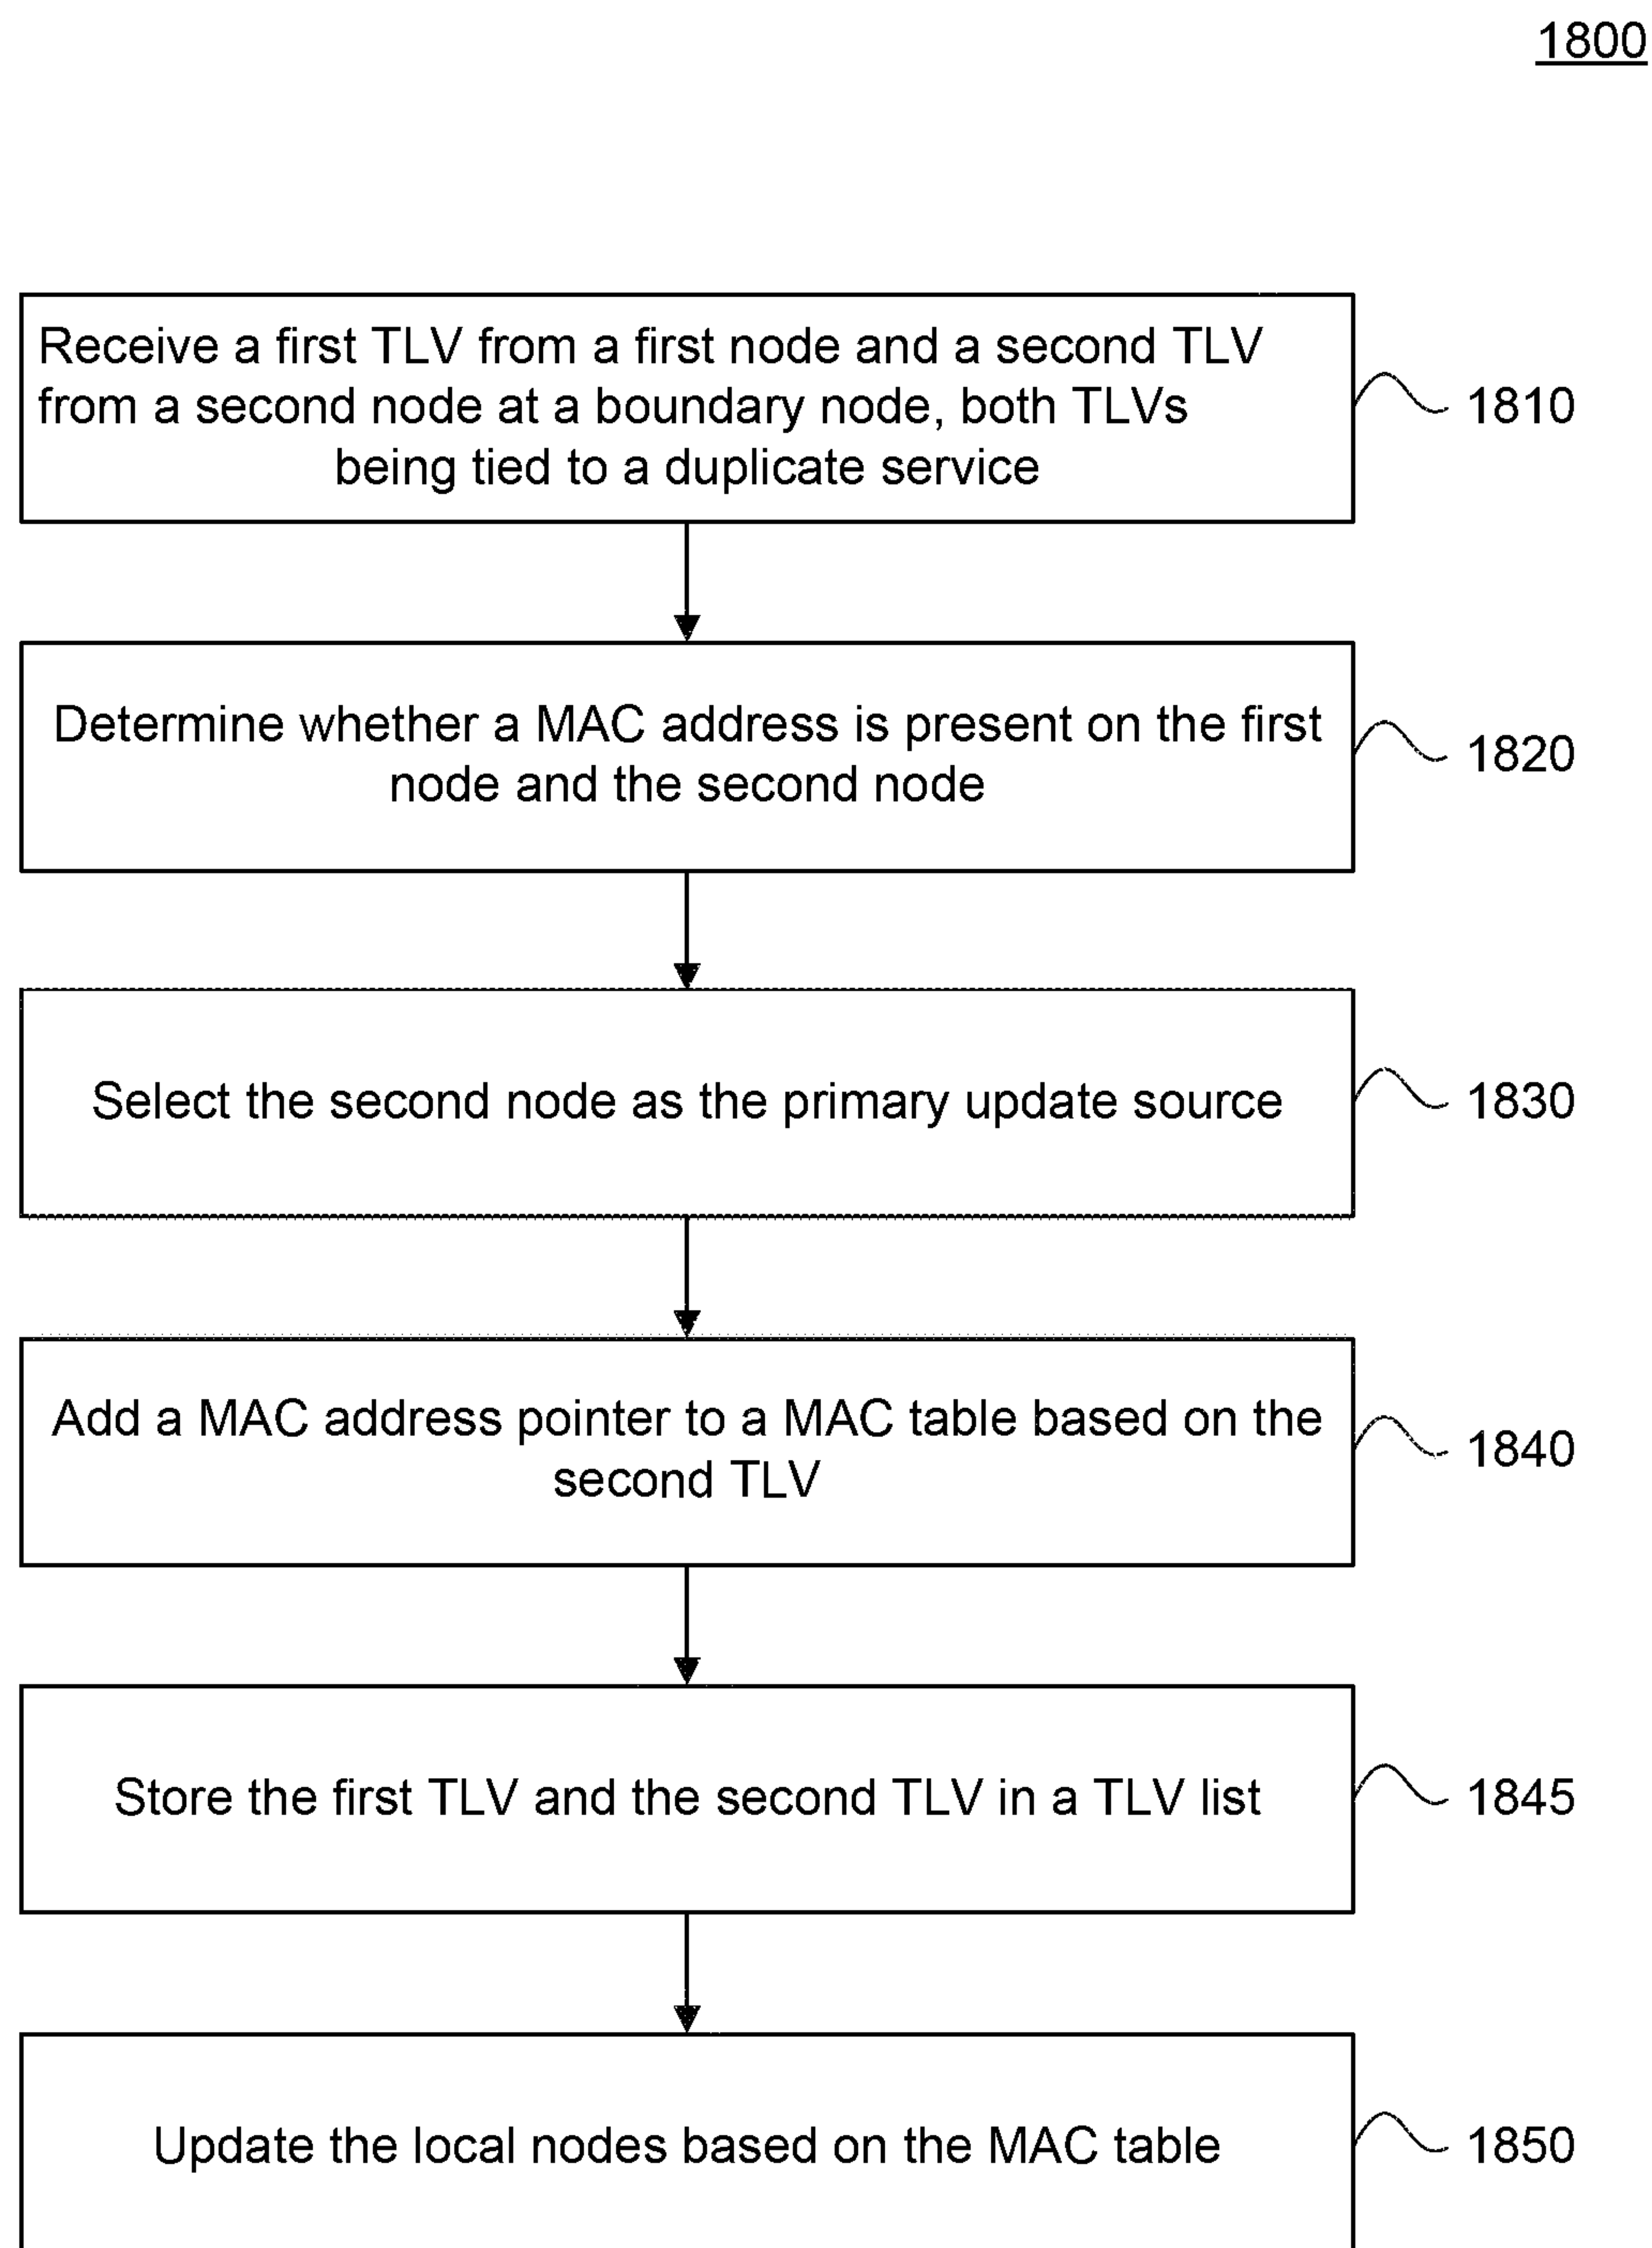 1800
Receive a first TLV from a first node and a second TLV
from a second node at a boundary node, both TLVs
being tied to a duplicate service
1810
Determine whether a MAC address is present on the first
node and the second node
1820
Select the second node as the primary update source
1830
Add a MAC address pointer to a MAC table based on the
second TLV
1840
Store the first TLV and the second TLV in a TLV list
1845
Update the local nodes based on the MAC table
1850